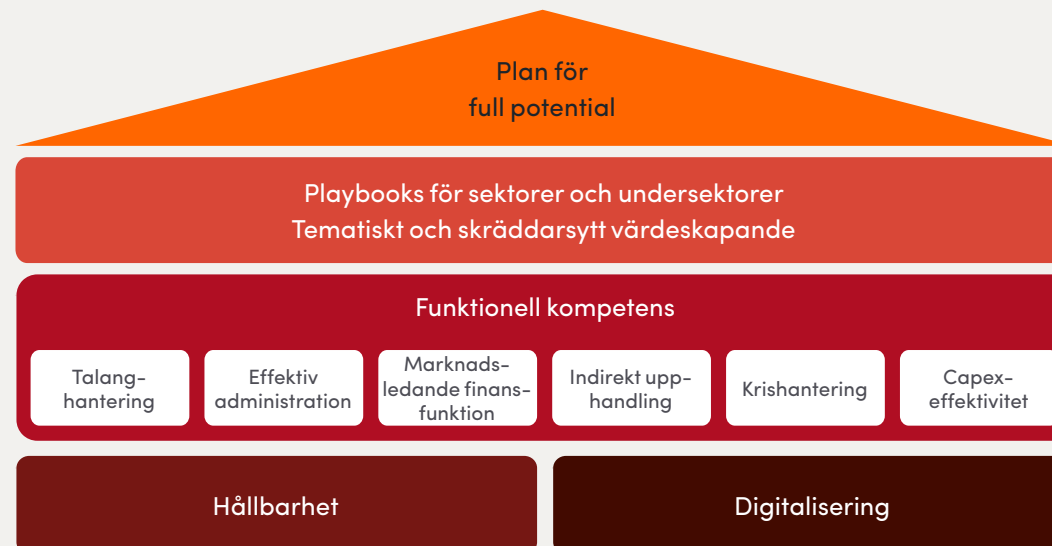 Plan för
full potential
Playbooks för sektorer och undersektorer
Tematiskt och skräddarsytt värdeskapande
Funktionell kompetens
Talang-
hantering
Effektiv
administration
Marknads-
ledande finans-
funktion
Indirekt upp-
handling
Krishantering
Capex-
effektivitet
Hållbarhet
Digitalisering